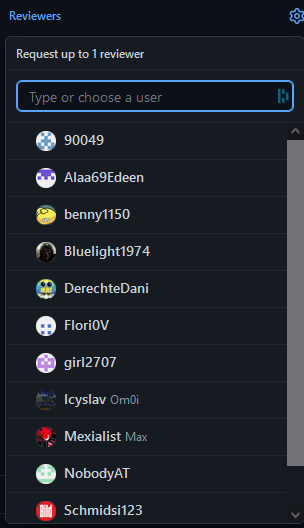 Reviewers
Request up to 1 reviewer
Type or choose a user
90049
Alaa69Edeen
benny1150
Bluelight1974
DerechteDani
Flori0V
girl2707
Icyslav Om0i
Mexialist Max
NobodyAT
Bild Schmidsi123